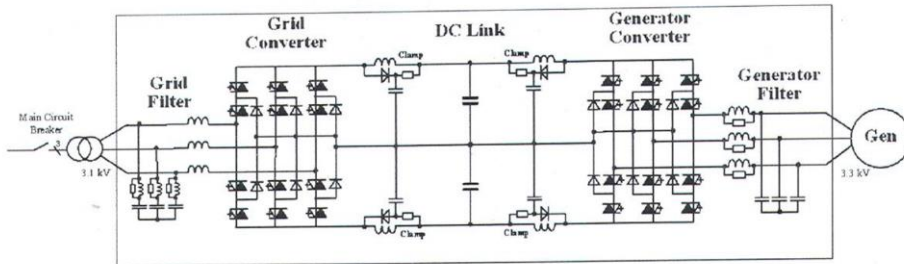 Grid
Converter
DC Link
Generator
Converter
Clamp
Clamp
Grid
Filter
Generator
Filter
Main Circuit
Breaker
3
Gen
3.1 kV
3.3 kV
Clamp
Clamp